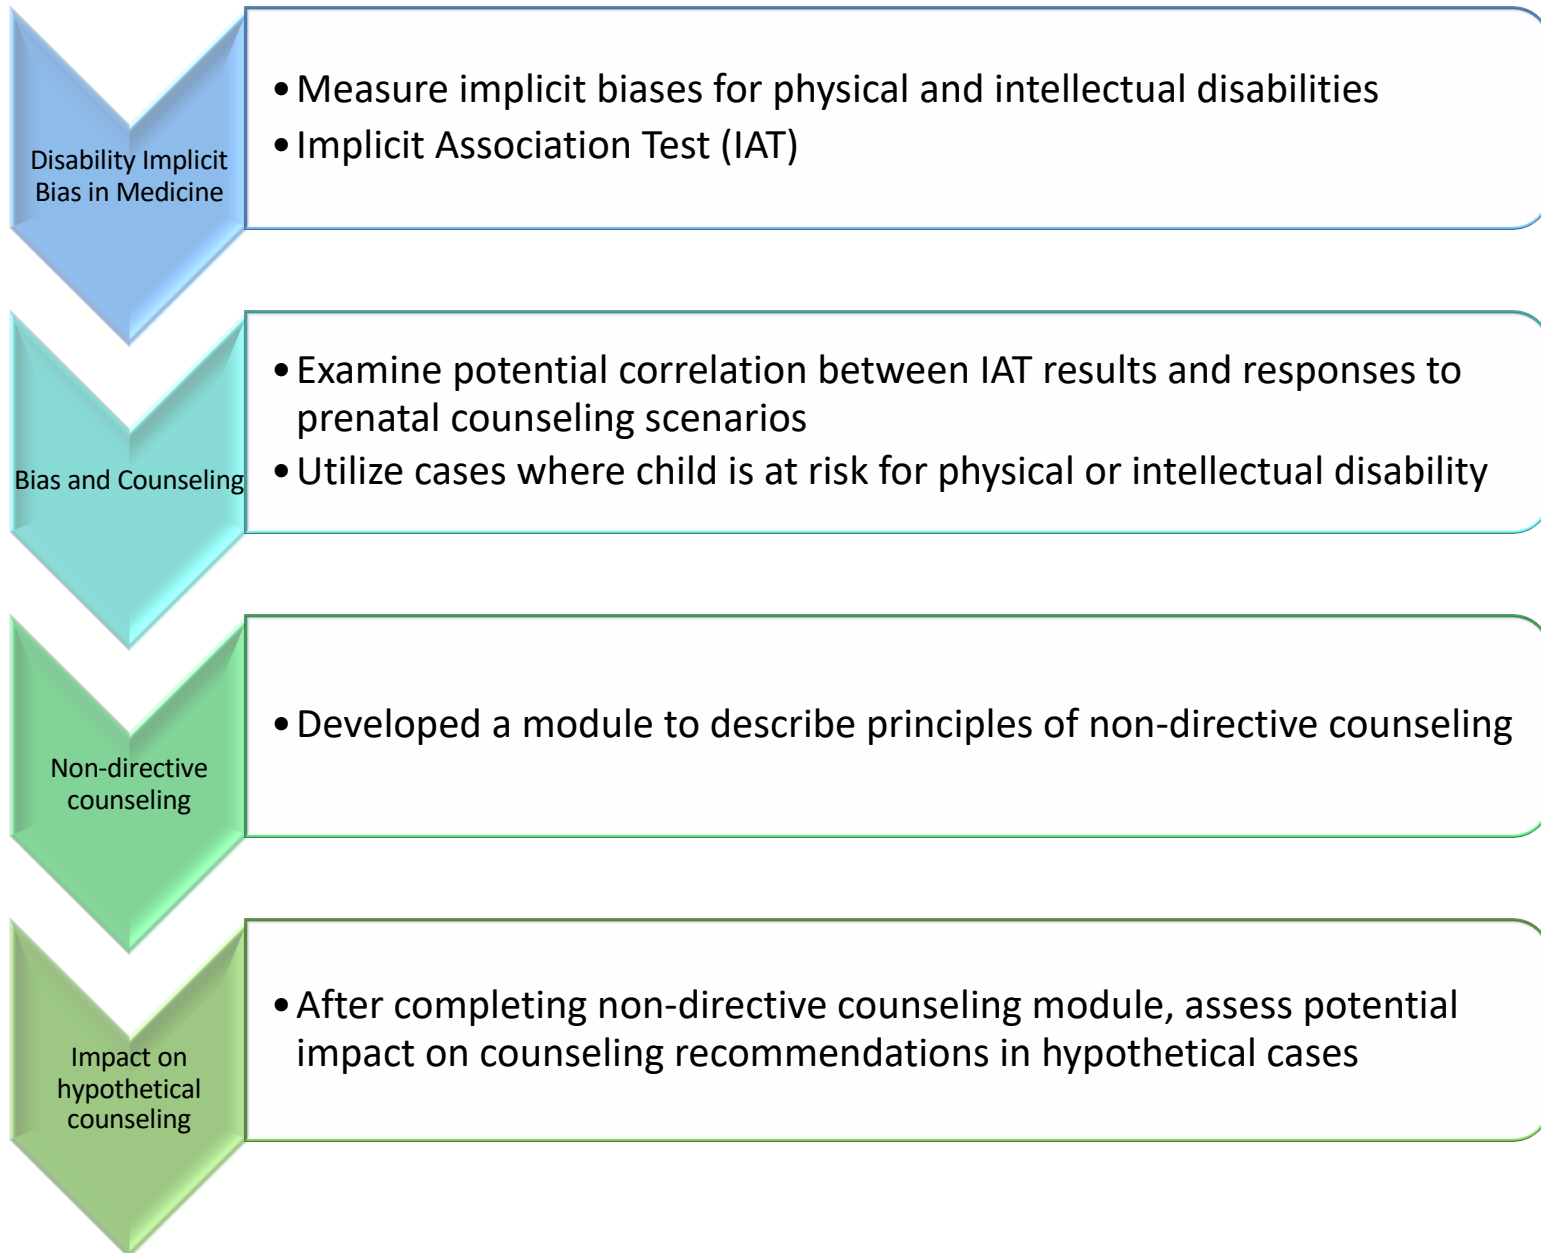 Disability Implicit
Bias in Medicine
• Measure implicit biases for physical and intellectual disabilities
• Implicit Association Test (IAT)
Bias and Counseling
• Examine potential correlation between IAT results and responses to
prenatal counseling scenarios
• Utilize cases where child is at risk for physical or intellectual disability
Non-directive
counseling
• Developed a module to describe principles of non-directive counseling
Impact on
hypothetical
counseling
• After completing non-directive counseling module, assess potential
impact on counseling recommendations in hypothetical cases